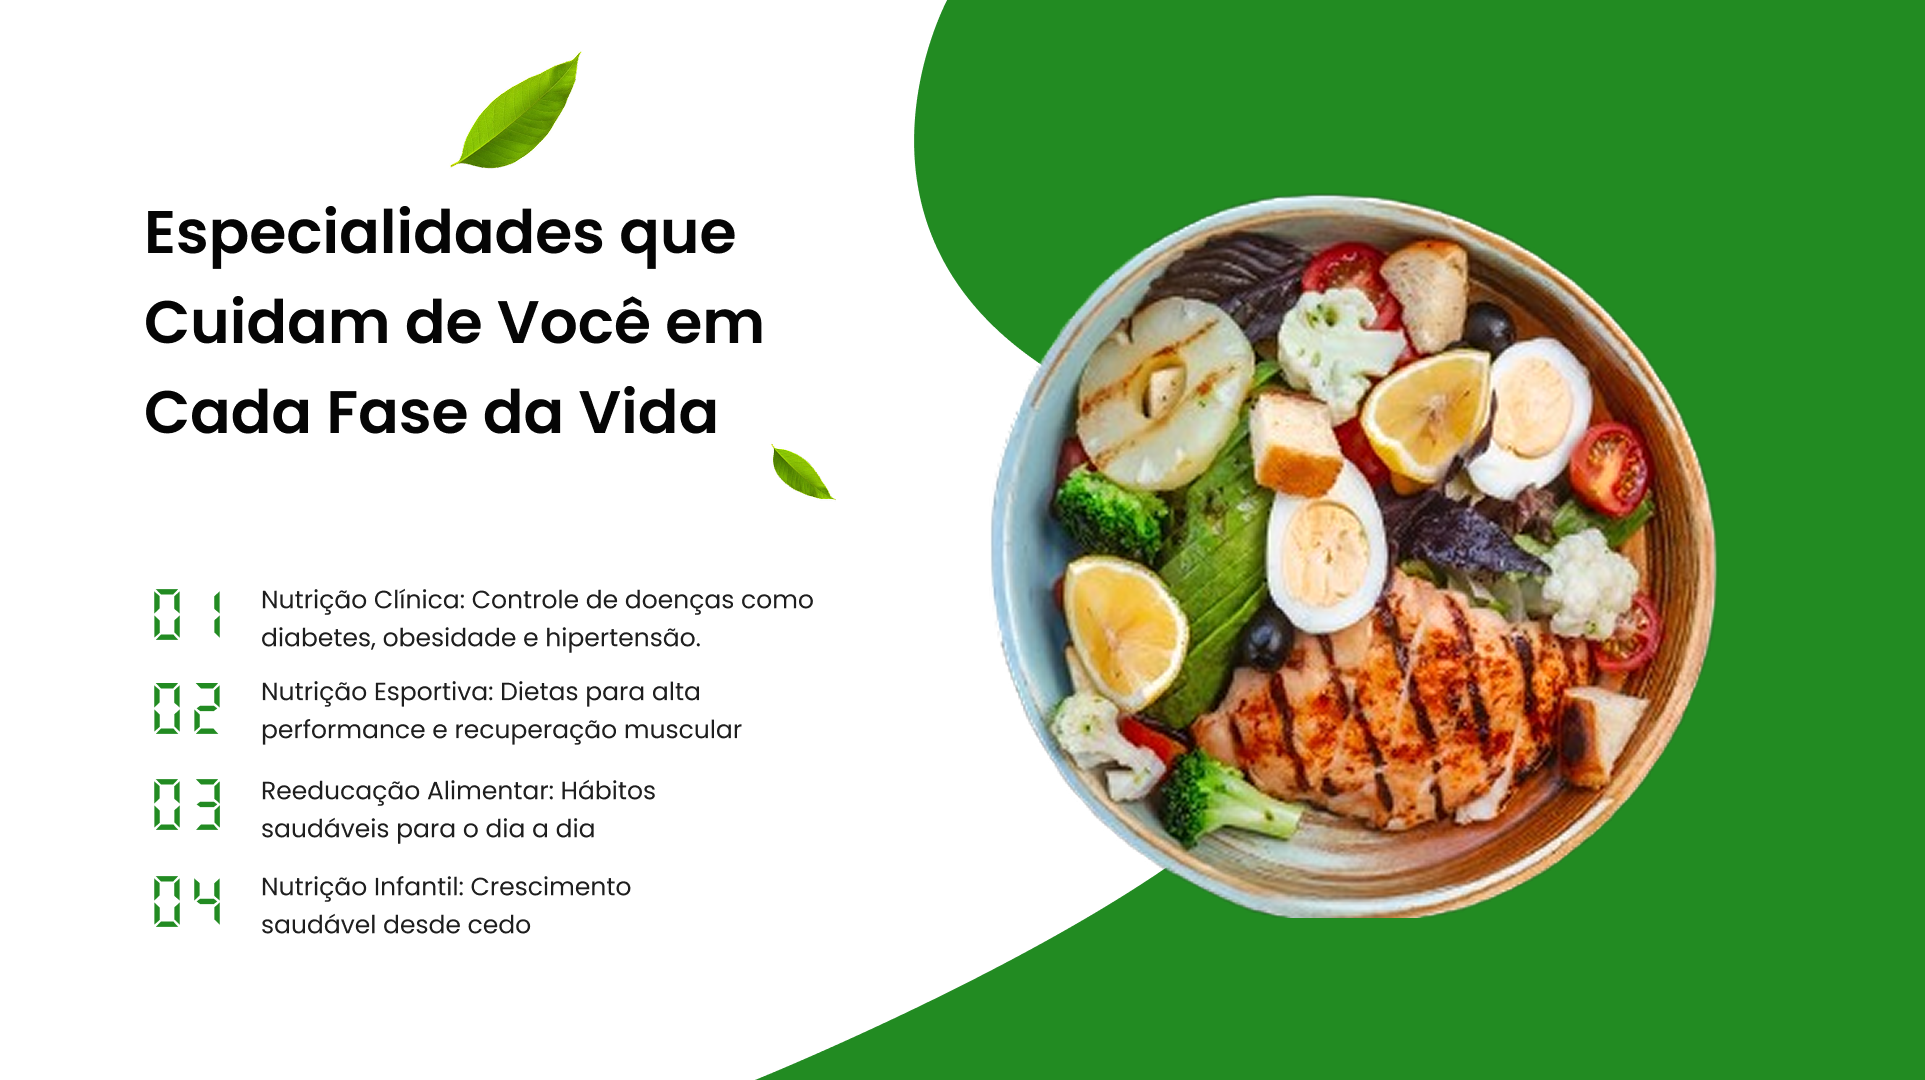 Especialidades que
Cuidam de Você em
Cada Fase da Vida
01 Nutrição Clínica: Controle de doenças como
diabetes, obesidade e hipertensão.
02 Nutrição Esportiva: Dietas para alta
performance e recuperação muscular
03 Reeducação Alimentar: Hábitos
saudáveis para o dia a dia
04 Nutrição Infantil: Crescimento
saudável desde cedo